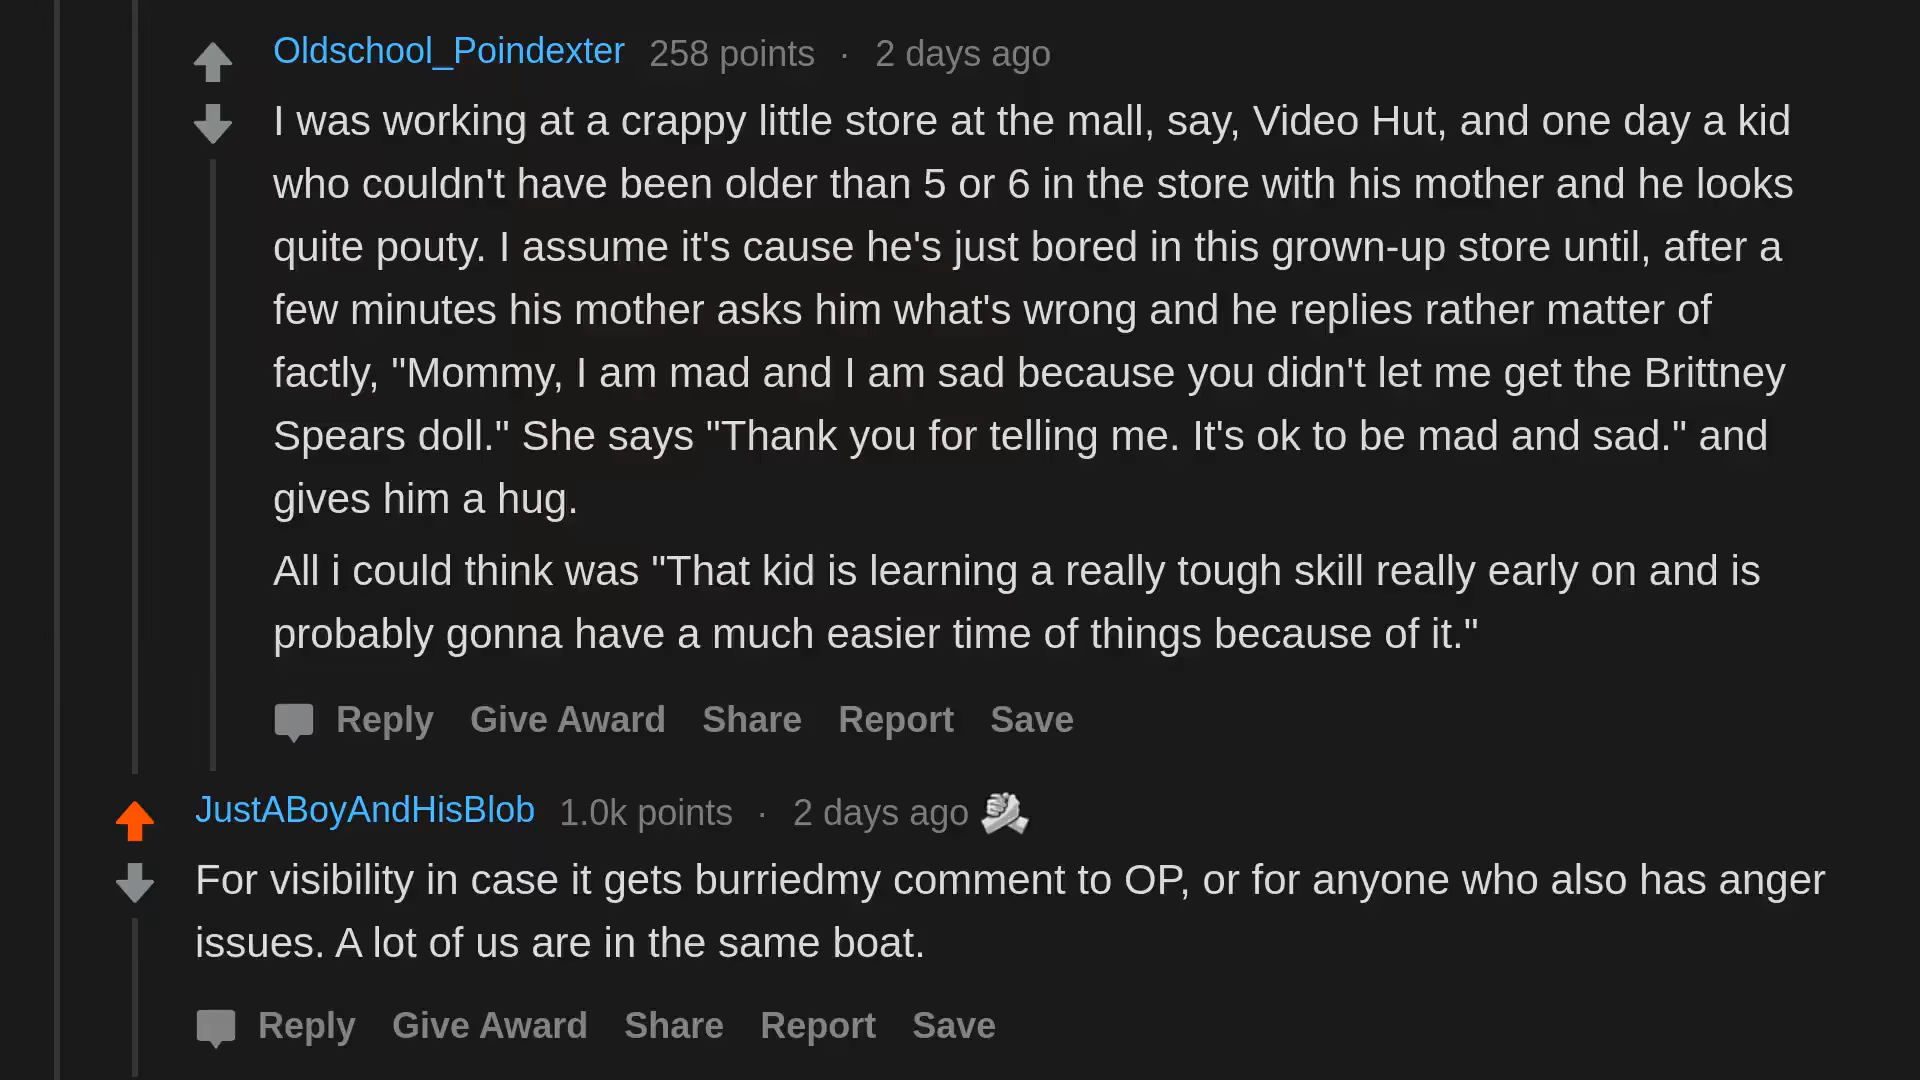 Oldschool_Poindexter 258 points · 2 days ago
I was working at a crappy little store at the mall, say, Video Hut, and one day a kid
who couldn't have been older than 5 or 6 in the store with his mother and he looks
quite pouty. I assume it's cause he's just bored in this grown-up store until, after a
few minutes his mother asks him what's wrong and he replies rather matter of
factly, "Mommy, I am mad and I am sad because you didn't let me get the Brittney
Spears doll." She says "Thank you for telling me. It's ok to be mad and sad." and
gives him a hug.
All i could think was "That kid is learning a really tough skill really early on and is
probably gonna have a much easier time of things because of it."
Reply Give Award Share Report Save
JustABoyAndHisBlob 1.0k points · 2 days ago
For visibility in case it gets burriedmy comment to OP, or for anyone who also has anger
issues. A lot of us are in the same boat.
Reply Give Award Share Report Save